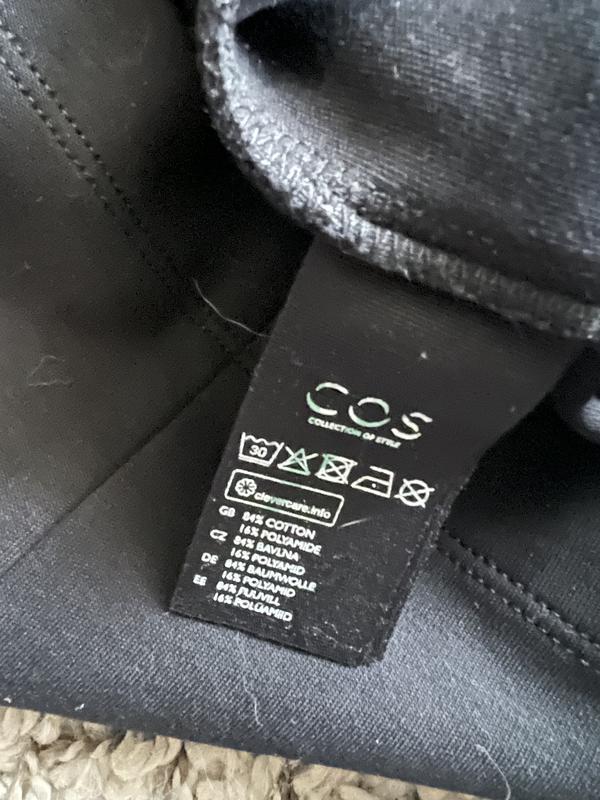 COS
COLLECTION OF STYLE
30
clevercare.info
GB 84% COTTON
16% POLYAMIDE
CZ 84% BAVLNA
16% POLYAMID
DE 84% BAUMWOLLE
16% POLYAMID
EE 84% PUUVILL
16% POLÜAMIID